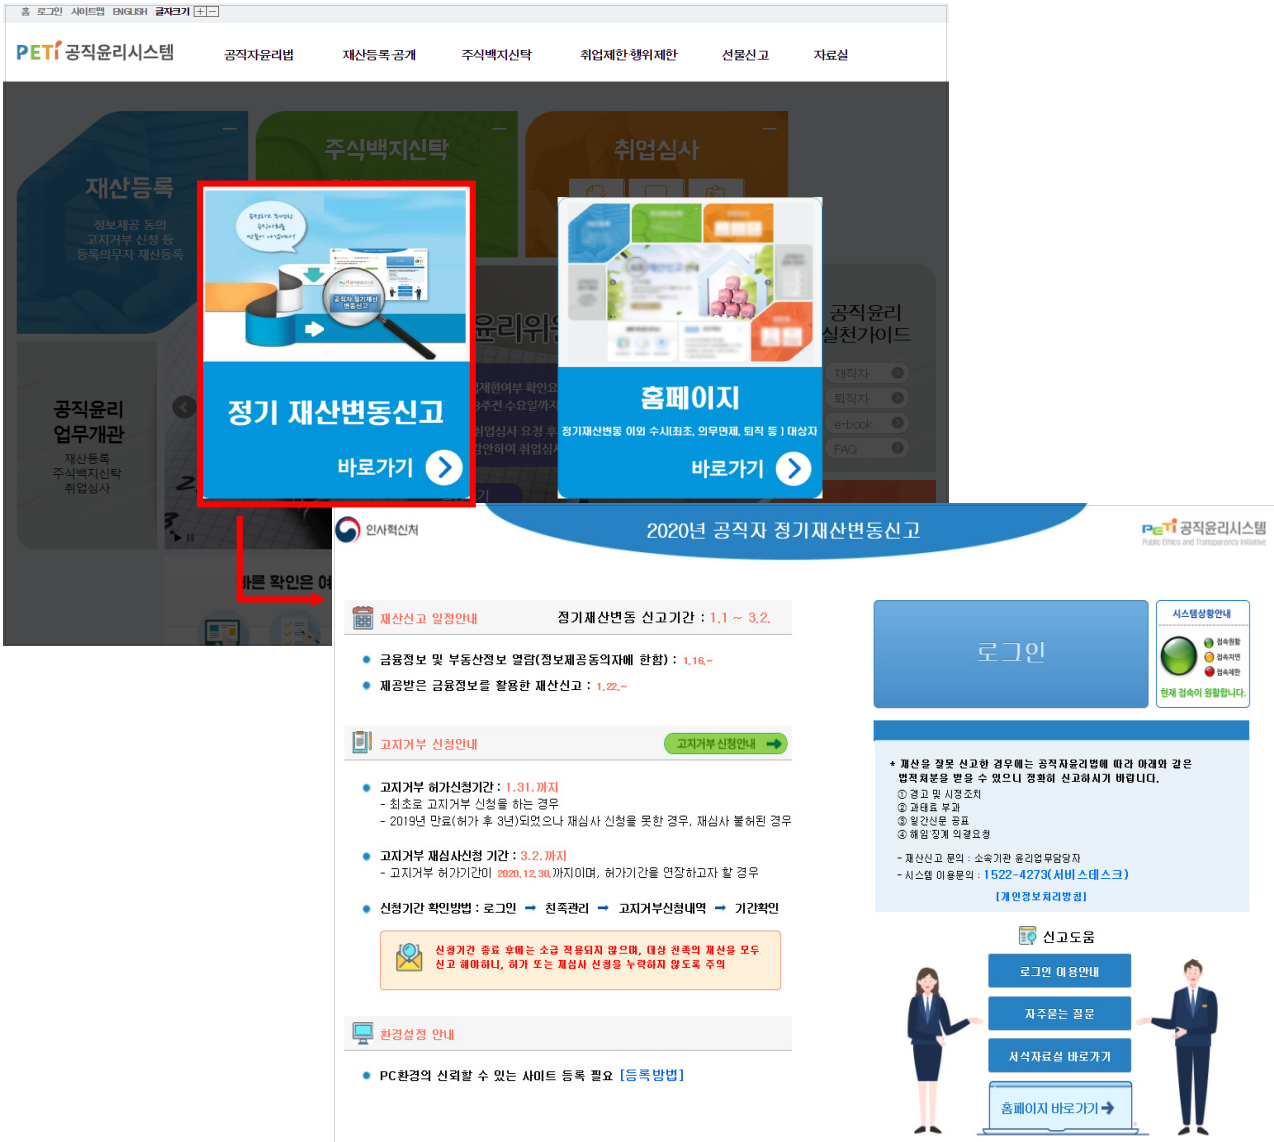 홈 로그인 사이트맵 ENGLISH 글자크기 + −
PETI 공직윤리시스템
공직자윤리법 재산등록·공개 주식백지신탁 취업제한·행위제한 선물신고 자료실
재산등록
정보제공 동의
고지거부 신청 등
등록의무자 재산등록
주식백지신탁
취업심사
공직윤리
업무개관
재산등록
주식백지신탁
취업심사
정기 재산변동신고
바로가기
홈페이지
정기재산변동 이외 수시(최초, 의무면제, 퇴직 등 ) 대상자
바로가기
공직윤리
실천가이드
재직자
퇴직자
e-book
FAQ
바른 확인은 여
인사혁신처
2020년 공직자 정기재산변동신고
PETI 공직윤리시스템
Public Ethics and Transparency Initiative
재산신고 일정안내 정기재산변동 신고기간 : 1.1 ~ 3.2.
금융정보 및 부동산정보 열람(정보제공동의자에 한함) : 1.16.~
제공받은 금융정보를 활용한 재산신고 : 1.22.~
고지거부 신청안내 고지거부 신청안내
고지거부 허가신청기간 : 1.31.까지
- 최초로 고지거부 신청을 하는 경우
- 2019년 만료(허가 후 3년)되었으나 재심사 신청을 못한 경우, 재심사 불허된 경우
고지거부 재심사신청 기간 : 3.2.까지
- 고지거부 허가기간이 2020.12.30.까지이며, 허가기간을 연장하고자 할 경우
신청기간 확인방법 : 로그인 → 친족관리 → 고지거부신청내역 → 기간확인
신청기간 종료 후에는 소급 적용되지 않으며, 대상 친족의 재산을 모두
신고 해야하니, 허가 또는 재심사 신청을 누락하지 않도록 주의
환경설정 안내
PC환경의 신뢰할 수 있는 사이트 등록 필요 [등록방법]
로그인
시스템상황안내
접속원활
접속지연
접속제한
현재 접속이 원활합니다.
* 재산을 잘못 신고한 경우에는 공직자윤리법에 따라 아래와 같은
법적처분을 받을 수 있으니 정확히 신고하시기 바랍니다.
① 경고 및 시정조치
② 과태료 부과
③ 일간신문 공표
④ 해임·징계 의결요청
- 재산신고 문의 : 소속기관 윤리업무담당자
- 시스템 이용문의 : 1522-4273(서비스데스크)
[개인정보처리방침]
신고도움
로그인 이용안내
자주묻는 질문
서식자료실 바로가기
홈페이지 바로가기